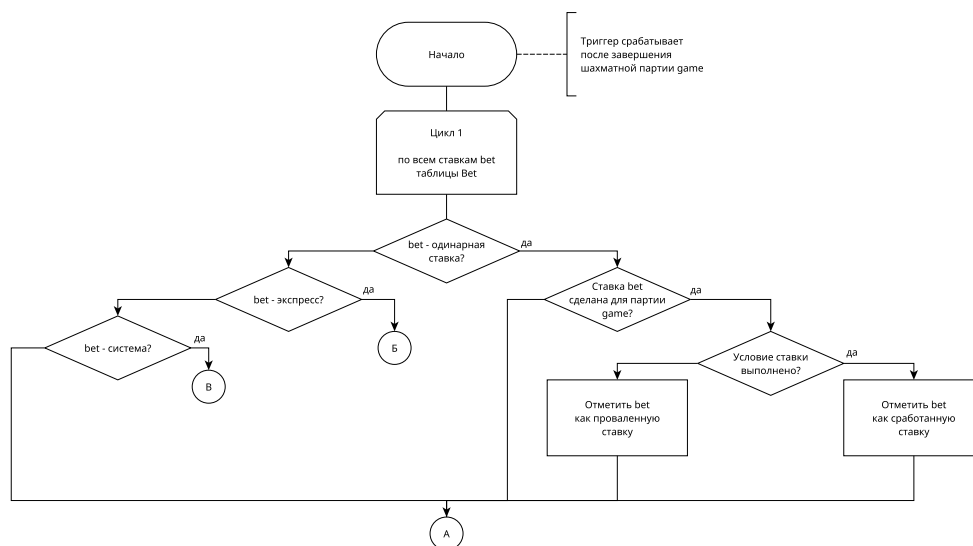 Начало
Триггер срабатывает
после завершения
шахматной партии game
Цикл 1
по всем ставкам bet
таблицы Bet
bet - одинарная
ставка?
да
bet - экспресс?
да
Ставка bet
сделана для партии
game?
да
bet - система?
да
Б
Условие ставки
выполнено?
да
В
Отметить bet
как проваленную
ставку
Отметить bet
как сработанную
ставку
А